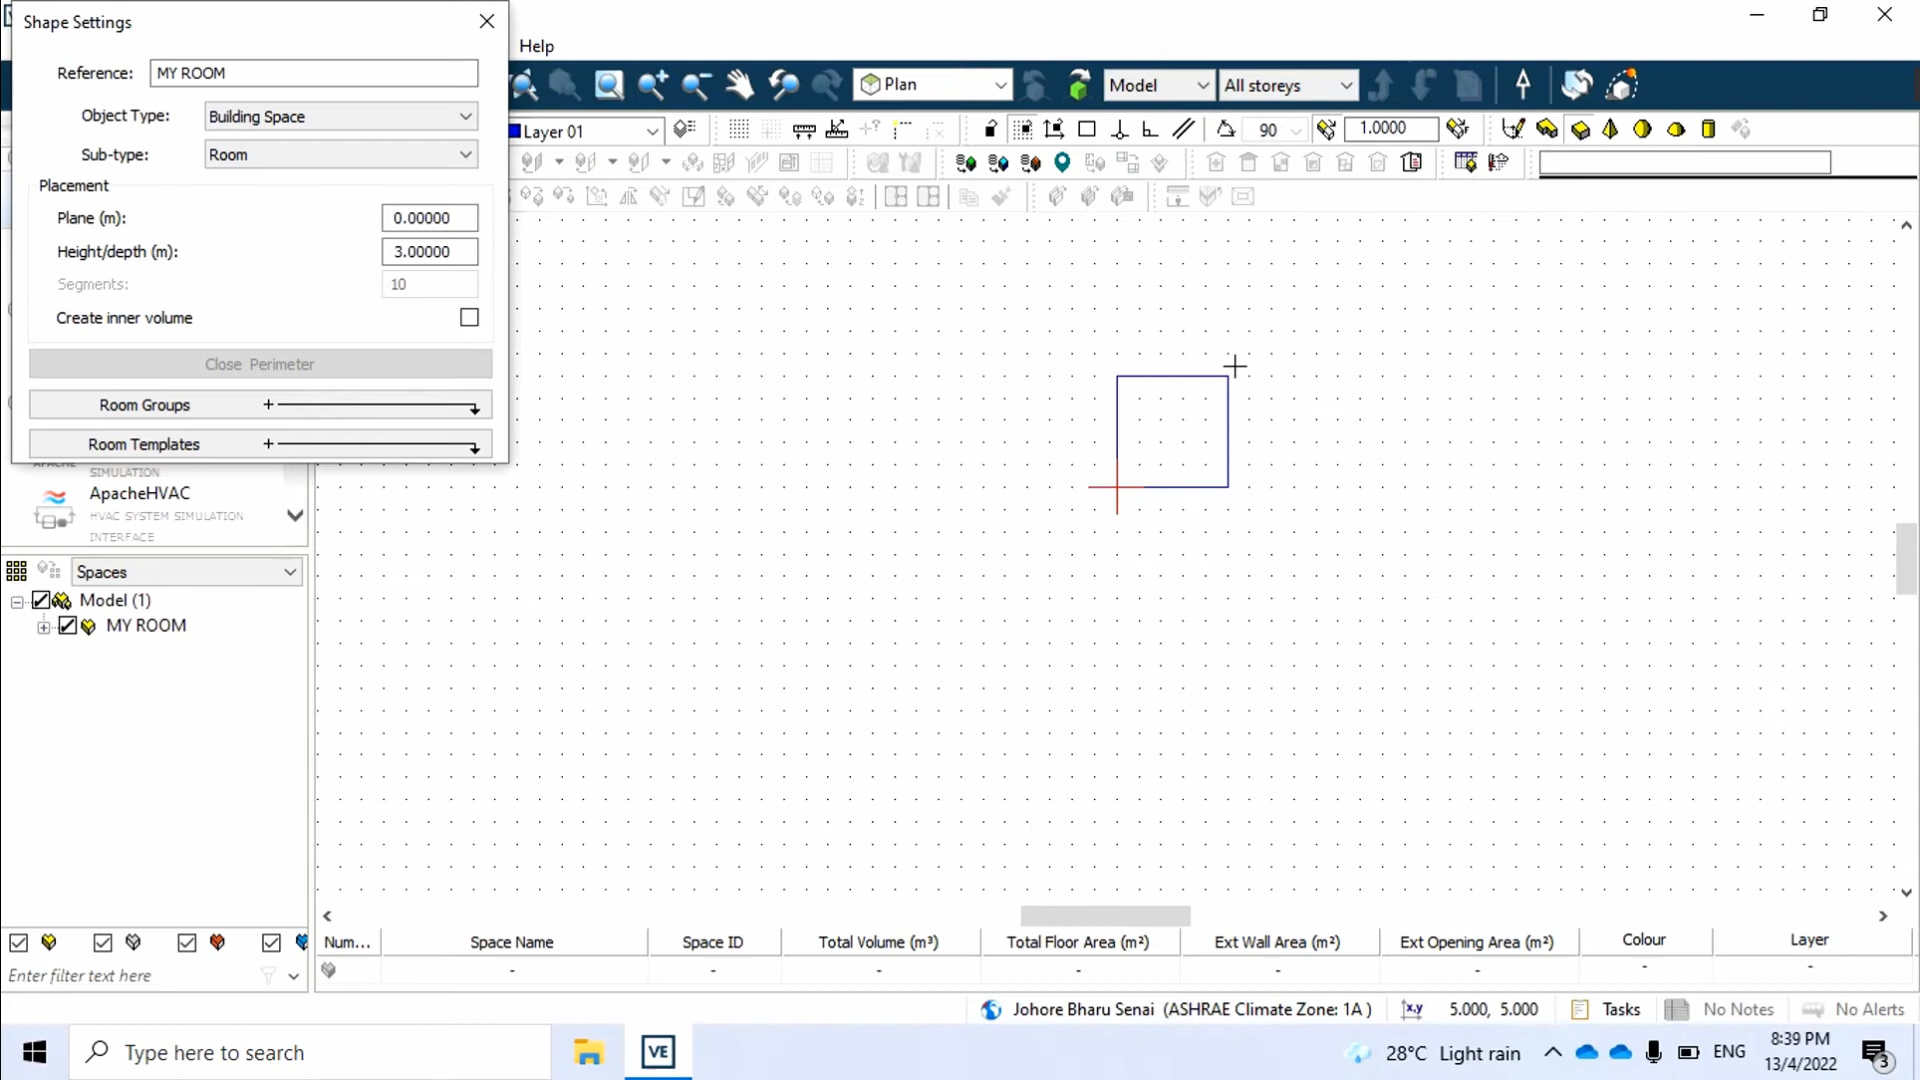 Shape Settings
Help
Reference: MY ROOM
Object Type: Building Space
Sub-type: Room
Placement
Plane (m): 0.00000
Height/depth (m): 3.00000
Segments: 10
Create inner volume
Close Perimeter
Room Groups
Room Templates
Plan
Model
All storeys
Layer 01
90
1.0000
SIMULATION
ApacheHVAC
HVAC SYSTEM SIMULATION
INTERFACE
Spaces
Model (1)
MY ROOM
Enter filter text here
Num... Space Name Space ID Total Volume (m³) Total Floor Area (m²) Ext Wall Area (m²) Ext Opening Area (m²) Colour Layer
- - - - - - - -
Johore Bharu Senai (ASHRAE Climate Zone: 1A ) x,y 5.000, 5.000 Tasks No Notes No Alerts
Type here to search
VE
28°C Light rain
ENG
8:39 PM
13/4/2022
3